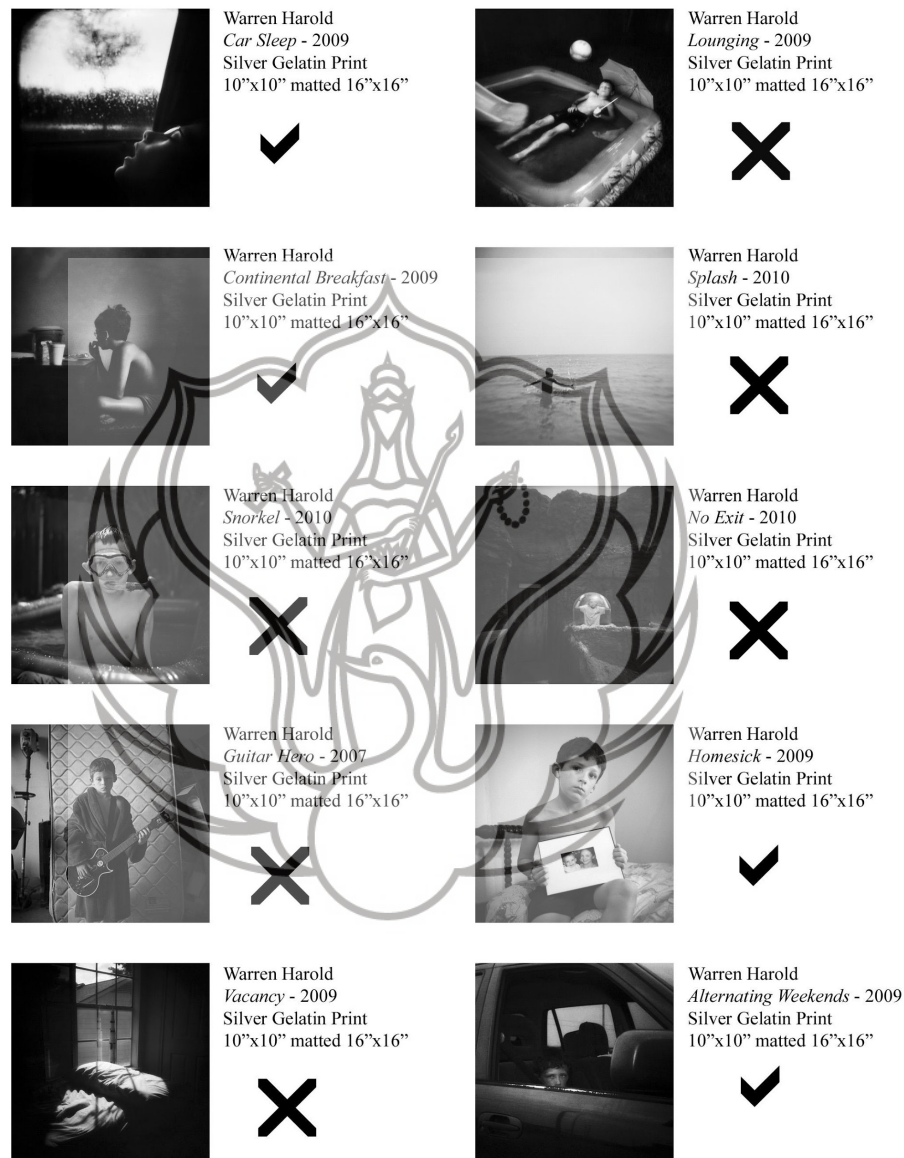 Warren Harold
Car Sleep - 2009
Silver Gelatin Print
10”x10” matted 16”x16”
Warren Harold
Lounging - 2009
Silver Gelatin Print
10”x10” matted 16”x16”
Warren Harold
Continental Breakfast - 2009
Silver Gelatin Print
10”x10” matted 16”x16”
Warren Harold
Splash - 2010
Silver Gelatin Print
10”x10” matted 16”x16”
Warren Harold
Snorkel - 2010
Silver Gelatin Print
10”x10” matted 16”x16”
Warren Harold
No Exit - 2010
Silver Gelatin Print
10”x10” matted 16”x16”
Warren Harold
Guitar Hero - 2007
Silver Gelatin Print
10”x10” matted 16”x16”
Warren Harold
Homesick - 2009
Silver Gelatin Print
10”x10” matted 16”x16”
Warren Harold
Vacancy - 2009
Silver Gelatin Print
10”x10” matted 16”x16”
Warren Harold
Alternating Weekends - 2009
Silver Gelatin Print
10”x10” matted 16”x16”